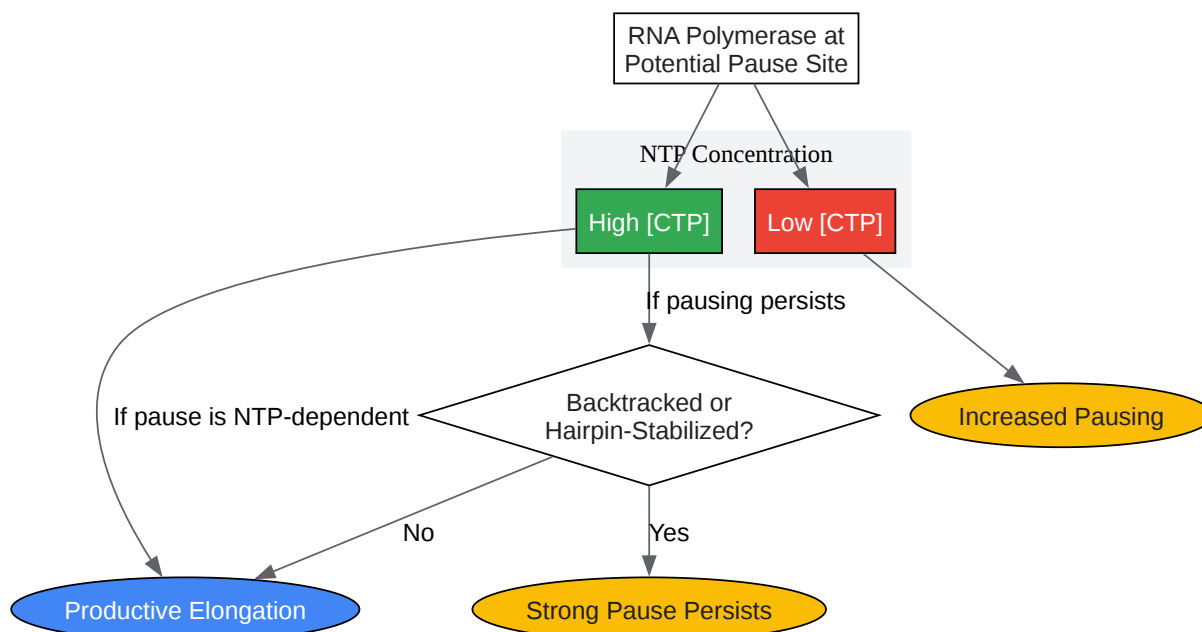 RNA Polymerase at
Potential Pause Site
NTP Concentration
High [CTP]
Low [CTP]
If pausing persists
If pause is NTP-dependent
Backtracked or
Hairpin-Stabilized?
Increased Pausing
No
Yes
Productive Elongation
Strong Pause Persists